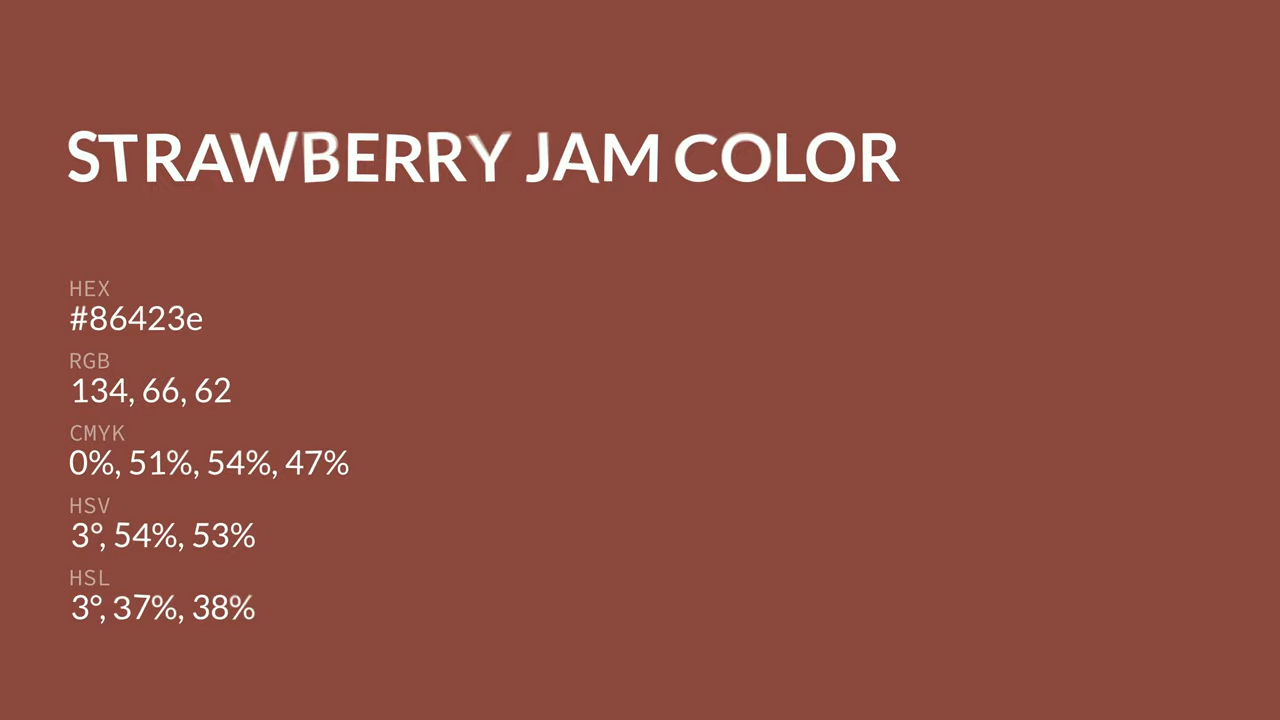 STRAWBERRY JAM COLOR
HEX
#86423e
RGB
134, 66, 62
CMYK
0%, 51%, 54%, 47%
HSV
3°, 54%, 53%
HSL
3°, 37%, 38%